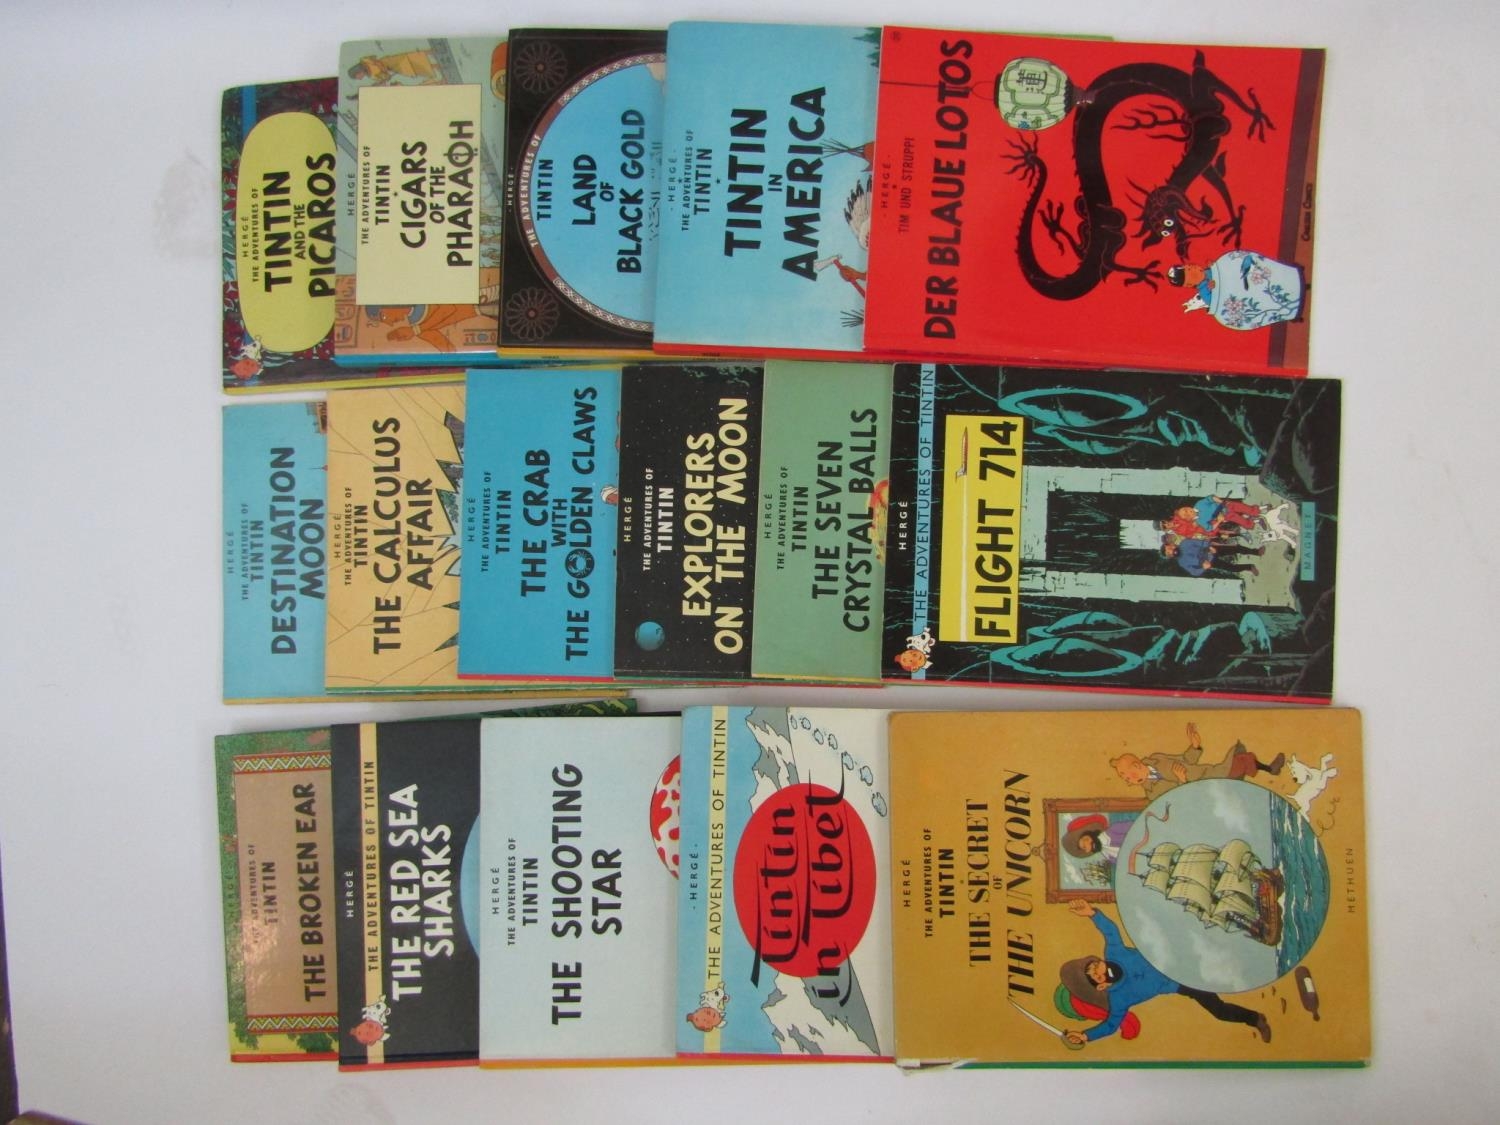 HERGÉ
THE ADVENTURES OF
TINTIN
AND THE
PICAROS
HERGÉ
THE ADVENTURES OF
TINTIN
CIGARS
OF THE
PHARAOH
- HERGÉ -
THE ADVENTURES OF
TINTIN
LAND
OF
BLACK GOLD
- HERGÉ -
THE ADVENTURES OF
TINTIN
TINTIN
IN
AMERICA
- HERGÉ -
TIM UND STRUPPI
DER BLAUE LOTOS
CARLSEN COMICS
HERGÉ
THE ADVENTURES OF
TINTIN
DESTINATION
MOON
HERGÉ
THE ADVENTURES OF
TINTIN
THE CALCULUS
AFFAIR
HERGÉ
THE ADVENTURES OF
TINTIN
THE CRAB
WITH
THE GOLDEN CLAWS
HERGÉ
THE ADVENTURES OF
TINTIN
EXPLORERS
ON THE MOON
HERGÉ
THE ADVENTURES OF
TINTIN
THE SEVEN
CRYSTAL BALLS
HERGÉ
THE ADVENTURES OF TINTIN
FLIGHT 714
MAGNET
HERGÉ
THE ADVENTURES OF
TINTIN
THE BROKEN EAR
HERGÉ
THE ADVENTURES OF TINTIN
THE RED SEA
SHARKS
HERGÉ
THE ADVENTURES OF
TINTIN
THE SHOOTING
STAR
- HERGÉ -
THE ADVENTURES OF TINTIN
Tintin
in Tibet
HERGÉ
THE ADVENTURES OF
TINTIN
THE SECRET
OF
THE UNICORN
METHUEN